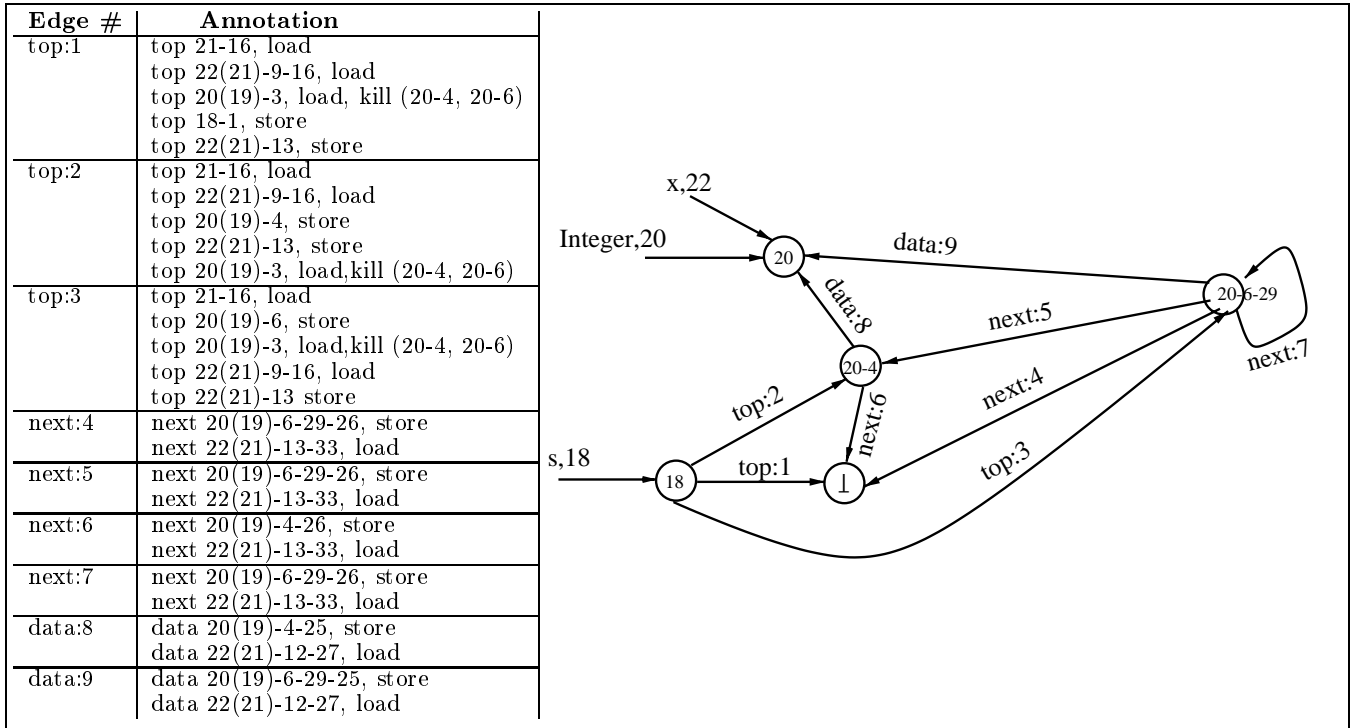 Edge # Annotation
top:1 top 21-16, load
top 22(21)-9-16, load
top 20(19)-3, load, kill (20-4, 20-6)
top 18-1, store
top 22(21)-13, store
top:2 top 21-16, load
top 22(21)-9-16, load
top 20(19)-4, store
top 22(21)-13, store
top 20(19)-3, load,kill (20-4, 20-6)
top:3 top 21-16, load
top 20(19)-6, store
top 20(19)-3, load,kill (20-4, 20-6)
top 22(21)-9-16, load
top 22(21)-13 store
next:4 next 20(19)-6-29-26, store
next 22(21)-13-33, load
next:5 next 20(19)-6-29-26, store
next 22(21)-13-33, load
next:6 next 20(19)-4-26, store
next 22(21)-13-33, load
next:7 next 20(19)-6-29-26, store
next 22(21)-13-33, load
data:8 data 20(19)-4-25, store
data 22(21)-12-27, load
data:9 data 20(19)-6-29-25, store
data 22(21)-12-27, load
x,22
Integer,20
20
data:9
20-6-29
data:8
next:5
next:7
20-4
next:4
top:2
next:6
s,18
18
top:1
⊥
top:3